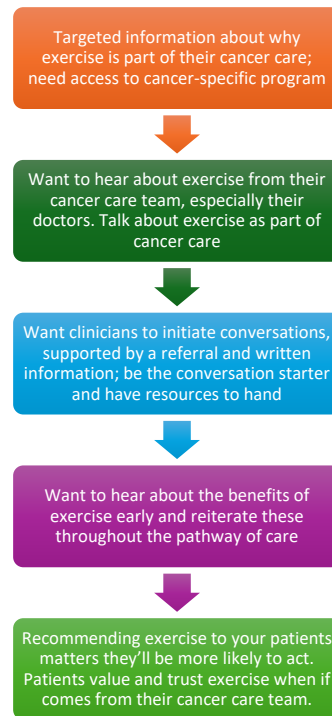 Targeted information about why
exercise is part of their cancer care;
need access to cancer-specific program
Want to hear about exercise from their
cancer care team, especially their
doctors. Talk about exercise as part of
cancer care
Want clinicians to initiate conversations,
supported by a referral and written
information; be the conversation starter
and have resources to hand
Want to hear about the benefits of
exercise early and reiterate these
throughout the pathway of care
Recommending exercise to your patients
matters they'll be more likely to act.
Patients value and trust exercise when if
comes from their cancer care team.